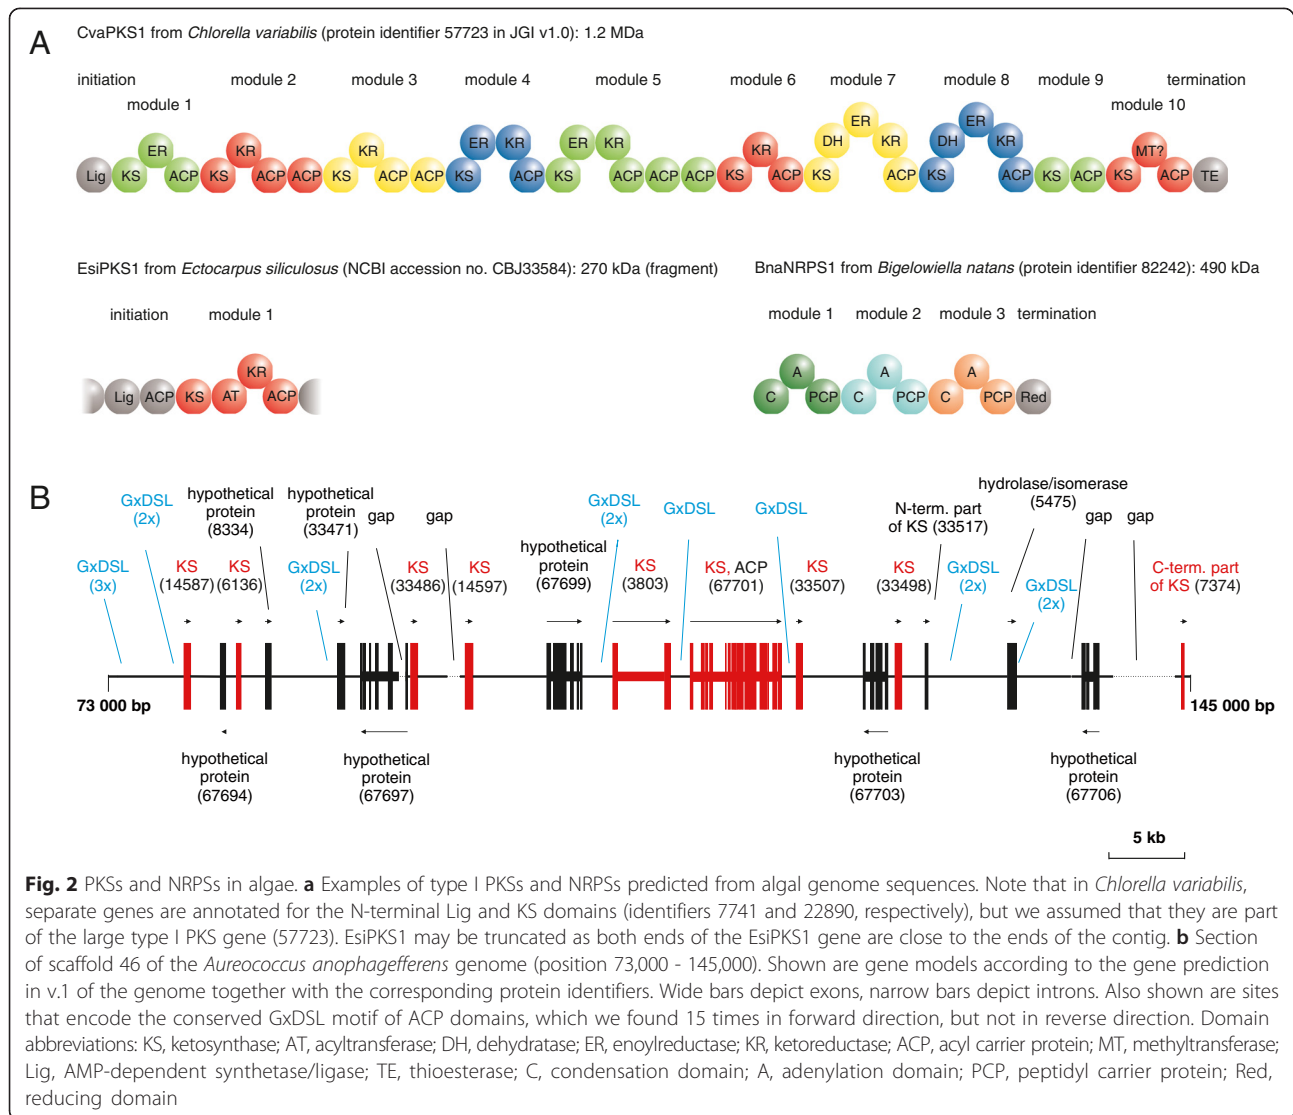 A
CvaPKS1 from Chlorella variabilis (protein identifier 57723 in JGI v1.0): 1.2 MDa
initiation module 2 module 3 module 4 module 5 module 6 module 7 module 8 module 9 termination
module 1 module 10
Lig KS ER ACP KS KR ACP ACP KS KR ACP ACP KS ER KR ACP KS ER KR ACP ACP ACP KS KR ACP KS DH ER KR ACP KS DH ER KR ACP KS ACP KS MT? ACP TE
EsiPKS1 from Ectocarpus siliculosus (NCBI accession no. CBJ33584): 270 kDa (fragment)
initiation module 1
Lig ACP KS AT KR ACP
BnaNRPS1 from Bigelowiella natans (protein identifier 82242): 490 kDa
module 1 module 2 module 3 termination
C A PCP C A PCP C A PCP Red
B
GxDSL
(3x)
GxDSL
(2x)
KS
(14587)
hypothetical
protein
(8334)
KS
(6136)
GxDSL
(2x)
hypothetical
protein
(33471)
gap
KS
(33486)
gap
KS
(14597)
hypothetical
protein
(67699)
GxDSL
(2x)
KS
(3803)
GxDSL
KS, ACP
(67701)
GxDSL
KS
(33507)
KS
(33498)
N-term. part
of KS (33517)
GxDSL
(2x)
hydrolase/isomerase
(5475)
GxDSL
(2x)
gap
gap
C-term. part
of KS (7374)
73 000 bp
145 000 bp
hypothetical
protein
(67694)
hypothetical
protein
(67697)
hypothetical
protein
(67703)
hypothetical
protein
(67706)
5 kb
Fig. 2 PKSs and NRPSs in algae. a Examples of type I PKSs and NRPSs predicted from algal genome sequences. Note that in Chlorella variabilis,
separate genes are annotated for the N-terminal Lig and KS domains (identifiers 7741 and 22890, respectively), but we assumed that they are part
of the large type I PKS gene (57723). EsiPKS1 may be truncated as both ends of the EsiPKS1 gene are close to the ends of the contig. b Section
of scaffold 46 of the Aureococcus anophagefferens genome (position 73,000 - 145,000). Shown are gene models according to the gene prediction
in v.1 of the genome together with the corresponding protein identifiers. Wide bars depict exons, narrow bars depict introns. Also shown are sites
that encode the conserved GxDSL motif of ACP domains, which we found 15 times in forward direction, but not in reverse direction. Domain
abbreviations: KS, ketosynthase; AT, acyltransferase; DH, dehydratase; ER, enoylreductase; KR, ketoreductase; ACP, acyl carrier protein; MT, methyltransferase;
Lig, AMP-dependent synthetase/ligase; TE, thioesterase; C, condensation domain; A, adenylation domain; PCP, peptidyl carrier protein; Red,
reducing domain